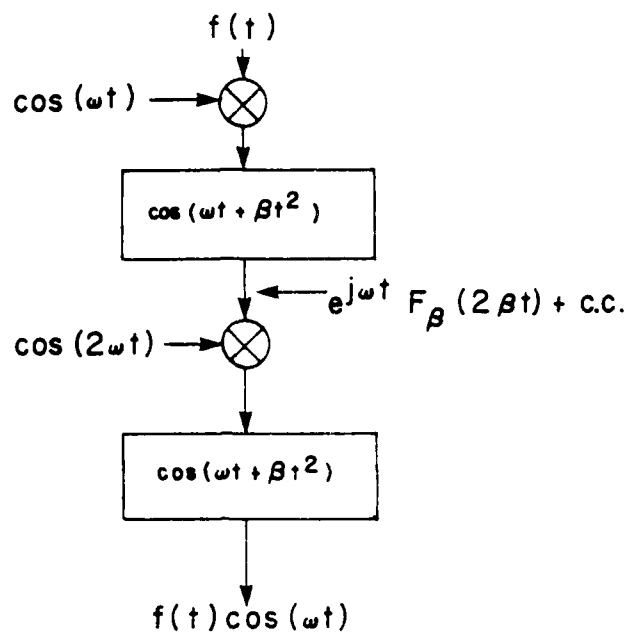 f(t)
cos(ωt)
cos(ωt + βt²)
e^{jωt} F_β(2βt) + c.c.
cos(2ωt)
cos(ωt + βt²)
f(t)cos(ωt)